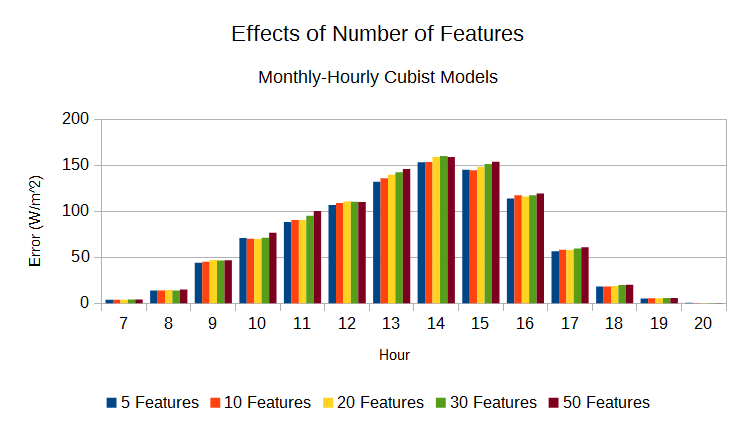 Effects of Number of Features
Monthly-Hourly Cubist Models
200
150
100
50
0
Error (W/m^2)
7 8 9 10 11 12 13 14 15 16 17 18 19 20
Hour
5 Features 10 Features 20 Features 30 Features 50 Features